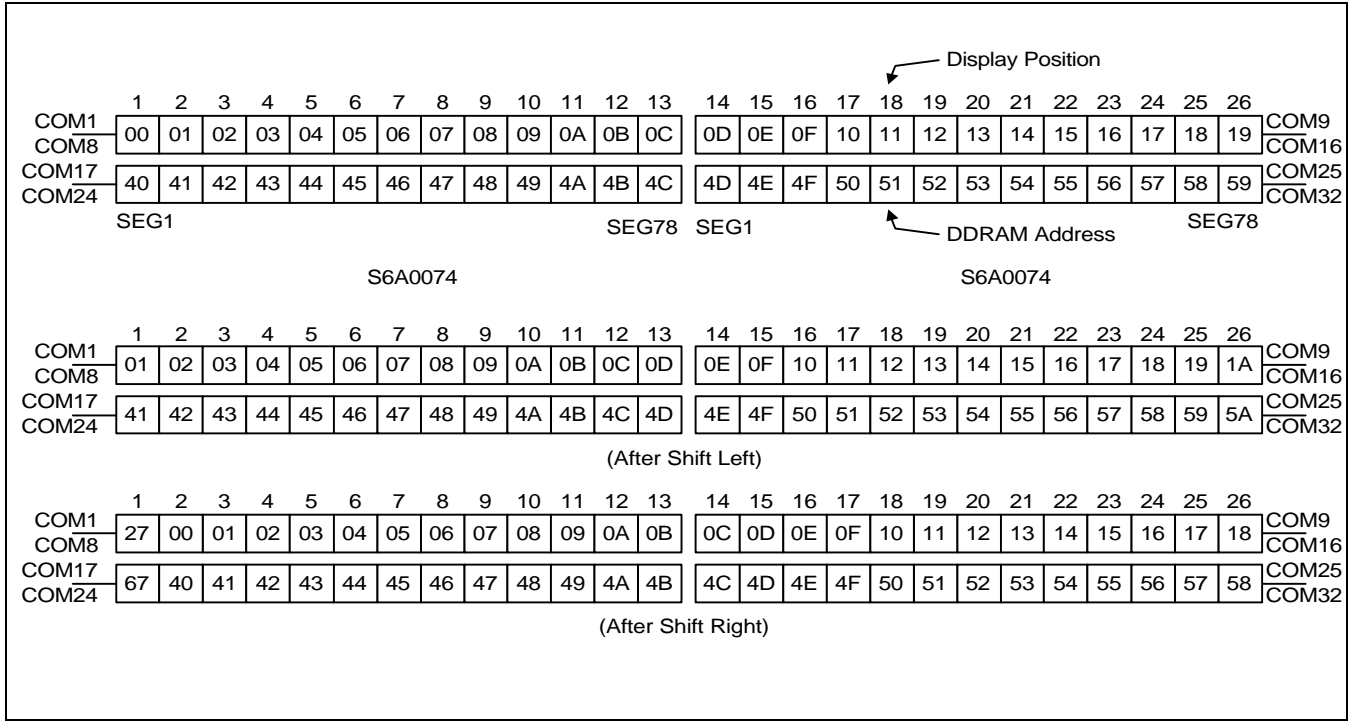 Display Position
1 2 3 4 5 6 7 8 9 10 11 12 13 14 15 16 17 18 19 20 21 22 23 24 25 26
COM1 COM9
00 01 02 03 04 05 06 07 08 09 0A 0B 0C 0D 0E 0F 10 11 12 13 14 15 16 17 18 19
COM8 COM16
COM17 COM25
40 41 42 43 44 45 46 47 48 49 4A 4B 4C 4D 4E 4F 50 51 52 53 54 55 56 57 58 59
COM24 COM32
SEG1 SEG78 SEG1 SEG78
DDRAM Address
S6A0074 S6A0074
1 2 3 4 5 6 7 8 9 10 11 12 13 14 15 16 17 18 19 20 21 22 23 24 25 26
COM1 COM9
01 02 03 04 05 06 07 08 09 0A 0B 0C 0D 0E 0F 10 11 12 13 14 15 16 17 18 19 1A
COM8 COM16
COM17 COM25
41 42 43 44 45 46 47 48 49 4A 4B 4C 4D 4E 4F 50 51 52 53 54 55 56 57 58 59 5A
COM24 COM32
(After Shift Left)
1 2 3 4 5 6 7 8 9 10 11 12 13 14 15 16 17 18 19 20 21 22 23 24 25 26
COM1 COM9
27 00 01 02 03 04 05 06 07 08 09 0A 0B 0C 0D 0E 0F 10 11 12 13 14 15 16 17 18
COM8 COM16
COM17 COM25
67 40 41 42 43 44 45 46 47 48 49 4A 4B 4C 4D 4E 4F 50 51 52 53 54 55 56 57 58
COM24 COM32
(After Shift Right)